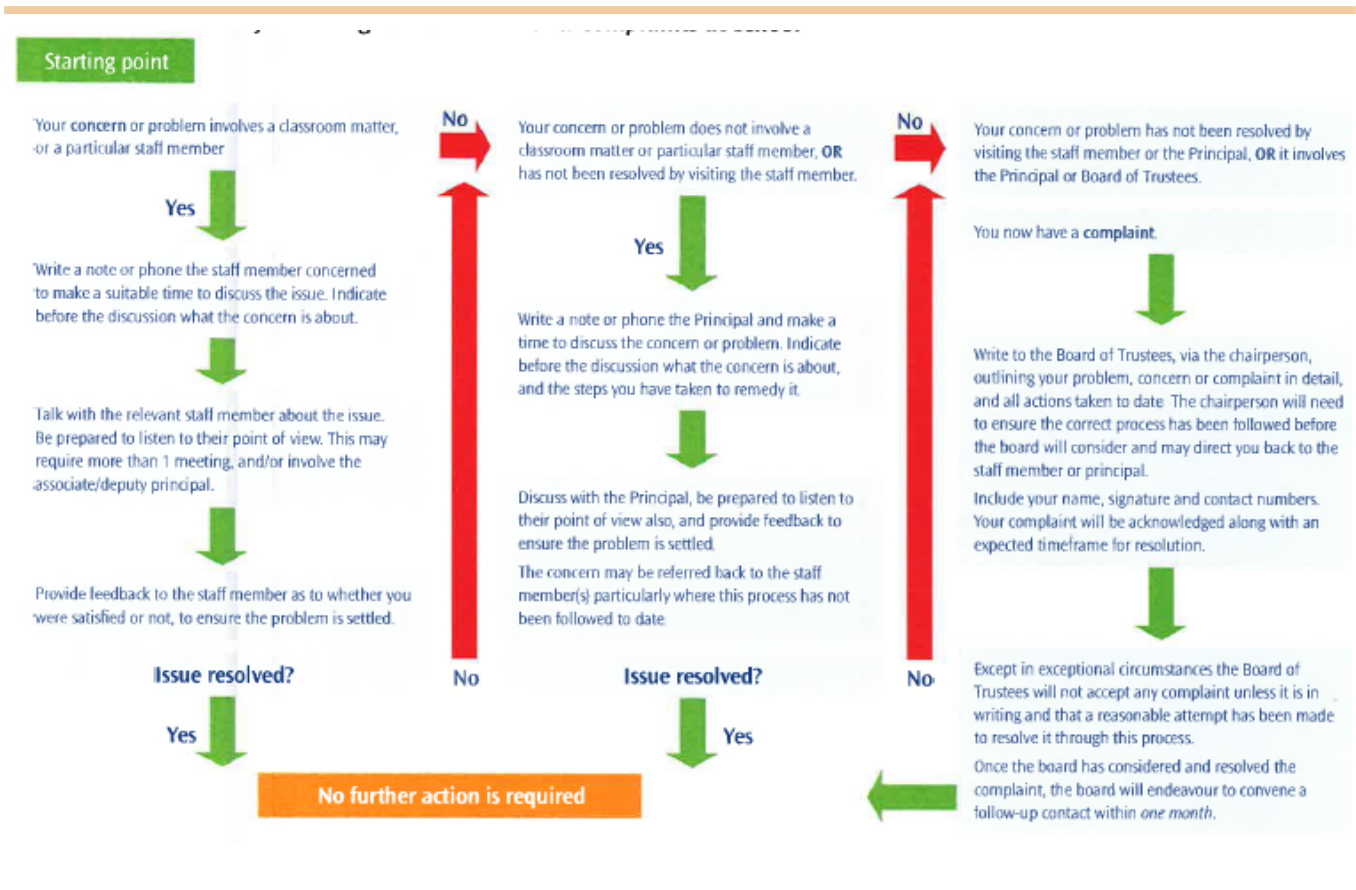 complaints at school
Starting point
Your concern or problem involves a classroom matter,
or a particular staff member
Yes
Write a note or phone the staff member concerned
to make a suitable time to discuss the issue. Indicate
before the discussion what the concern is about.
Talk with the relevant staff member about the issue.
Be prepared to listen to their point of view. This may
require more than 1 meeting, and/or involve the
associate/deputy principal.
Provide feedback to the staff member as to whether you
were satisfied or not, to ensure the problem is settled.
Issue resolved?
Yes
No
No
Your concern or problem does not involve a
classroom matter or particular staff member, OR
has not been resolved by visiting the staff member.
Yes
Write a note or phone the Principal and make a
time to discuss the concern or problem. Indicate
before the discussion what the concern is about,
and the steps you have taken to remedy it.
Discuss with the Principal, be prepared to listen to
their point of view also, and provide feedback to
ensure the problem is settled.
The concern may be referred back to the staff
member(s) particularly where this process has not
been followed to date.
Issue resolved?
Yes
No
No
Your concern or problem has not been resolved by
visiting the staff member or the Principal, OR it involves
the Principal or Board of Trustees.
You now have a complaint.
Write to the Board of Trustees, via the chairperson,
outlining your problem, concern or complaint in detail,
and all actions taken to date. The chairperson will need
to ensure the correct process has been followed before
the board will consider and may direct you back to the
staff member or principal.
Include your name, signature and contact numbers.
Your complaint will be acknowledged along with an
expected timeframe for resolution.
Except in exceptional circumstances the Board of
Trustees will not accept any complaint unless it is in
writing and that a reasonable attempt has been made
to resolve it through this process.
Once the board has considered and resolved the
complaint, the board will endeavour to convene a
follow-up contact within one month.
No further action is required